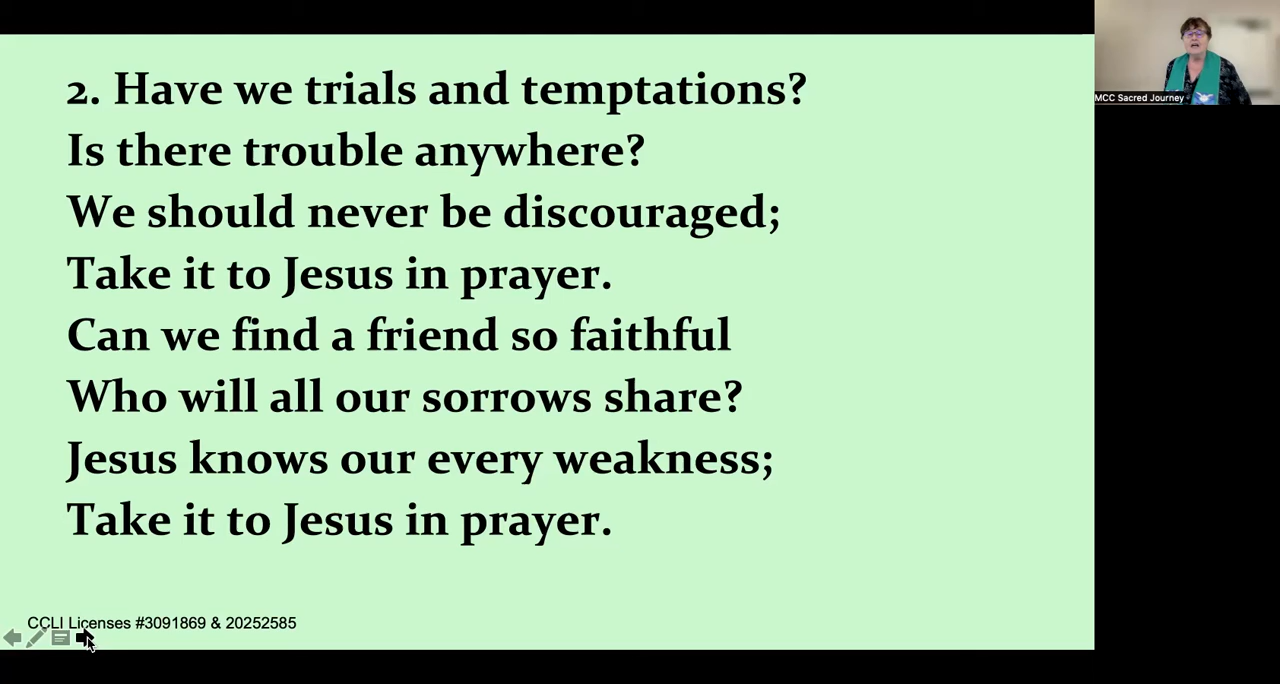 2. Have we trials and temptations?
Is there trouble anywhere?
We should never be discouraged;
Take it to Jesus in prayer.
Can we find a friend so faithful
Who will all our sorrows share?
Jesus knows our every weakness;
Take it to Jesus in prayer.
CCLI Licenses #3091869 & 20252585
MCC Sacred Journey